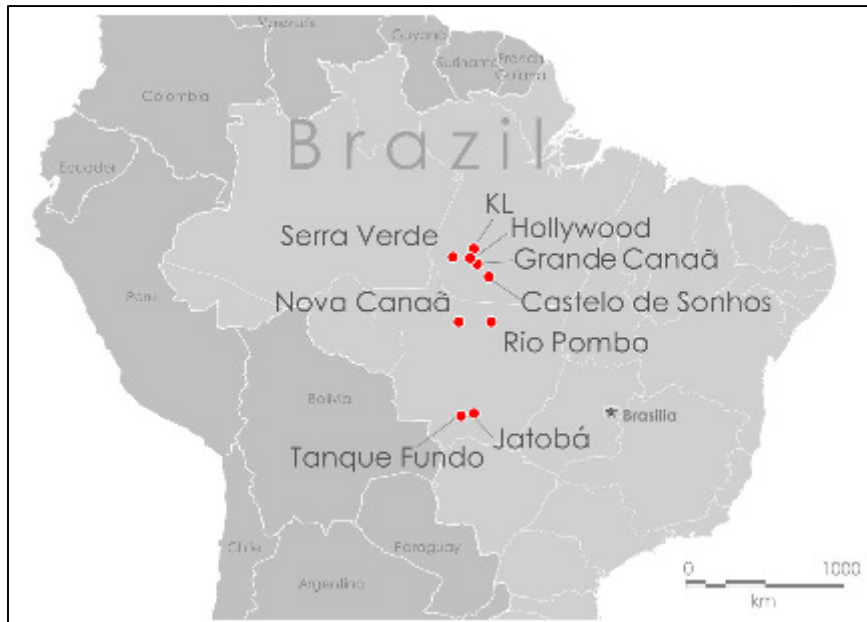 Venezuela
Guyana
Suriname
French
Guiana
Colombia
Brazil
Ecuador
KL
Hollywood
Serra Verde
Grande Canaã
Peru
Nova Canaã
Castelo de Sonhos
Rio Pombo
Bolivia
Brasilia
Jatobá
Tanque Fundo
Chile
Paraguay
Argentina
0 1000
km